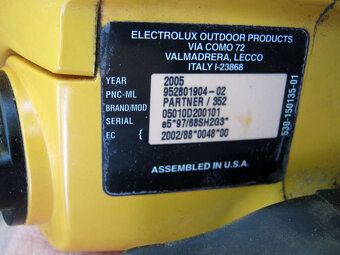 ELECTROLUX OUTDOOR PRODUCTS
VIA COMO 72
VALMADRERA, LECCO
ITALY I-23868
YEAR 2005
PNC-ML 952801904-02
BRAND/MOD PARTNER / 352
SERIAL 05010D200101
e5*97/68SH2G3*
EC 2002/88*0048*00
ASSEMBLED IN U.S.A.
530-150135-01